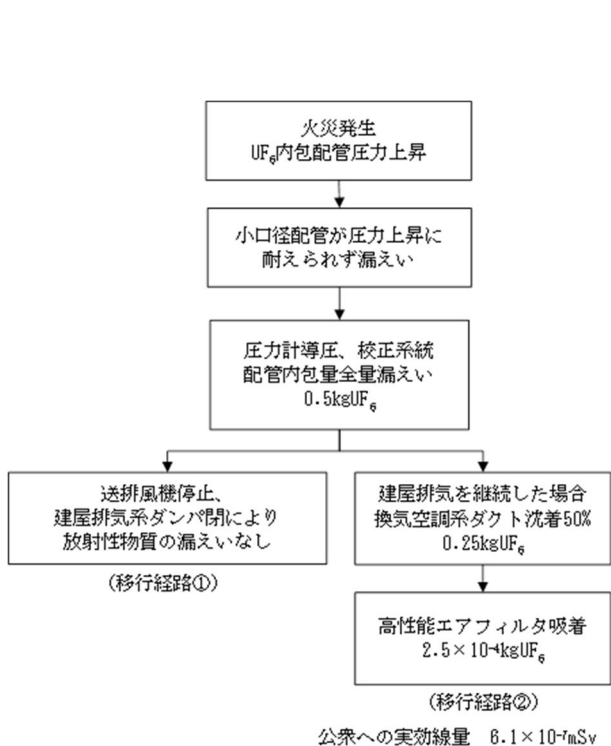 火災発生
UF₆内包配管圧力上昇
小口径配管が圧力上昇に
耐えられず漏えい
圧力計導圧、校正系統
配管内包量全量漏えい
0.5kgUF₆
送排風機停止、
建屋排気系ダンパ閉により
放射性物質の漏えいなし
(移行経路①)
建屋排気を継続した場合
換気空調系ダクト沈着50%
0.25kgUF₆
高性能エアフィルタ吸着
2.5×10⁻⁴kgUF₆
(移行経路②)
公衆への実効線量 6.1×10⁻⁷mSv